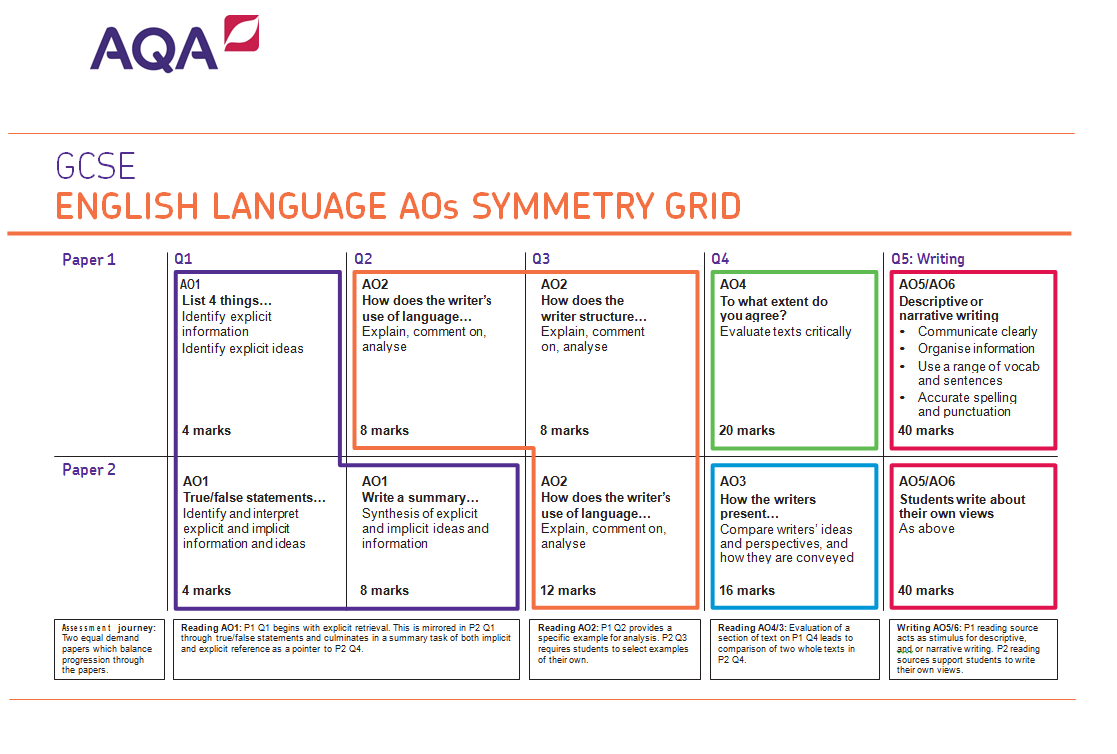 AQA
GCSE
ENGLISH LANGUAGE AOs SYMMETRY GRID
Paper 1
Q1
AO1
List 4 things…
Identify explicit
information
Identify explicit ideas
4 marks
Q2
AO2
How does the writer's
use of language…
Explain, comment on,
analyse
8 marks
Q3
AO2
How does the
writer structure…
Explain, comment
on, analyse
8 marks
Q4
AO4
To what extent do
you agree?
Evaluate texts critically
20 marks
Q5: Writing
AO5/AO6
Descriptive or
narrative writing
• Communicate clearly
• Organise information
• Use a range of vocab
and sentences
• Accurate spelling
and punctuation
40 marks
Paper 2
AO1
True/false statements…
Identify and interpret
explicit and implicit
information and ideas
4 marks
AO1
Write a summary…
Synthesis of explicit
and implicit ideas and
information
8 marks
AO2
How does the writer's
use of language…
Explain, comment on,
analyse
12 marks
AO3
How the writers
present…
Compare writers' ideas
and perspectives, and
how they are conveyed
16 marks
AO5/AO6
Students write about
their own views
As above
40 marks
Assessment journey:
Two equal demand
papers which balance
progression through
the papers.
Reading AO1: P1 Q1 begins with explicit retrieval. This is mirrored in P2 Q1
through true/false statements and culminates in a summary task of both implicit
and explicit reference as a pointer to P2 Q4.
Reading AO2: P1 Q2 provides a
specific example for analysis. P2 Q3
requires students to select examples
of their own.
Reading AO4/3: Evaluation of a
section of text on P1 Q4 leads to
comparison of two whole texts in
P2 Q4.
Writing AO5/6: P1 reading source
acts as stimulus for descriptive,
and, or narrative writing. P2 reading
sources support students to write
their own views.